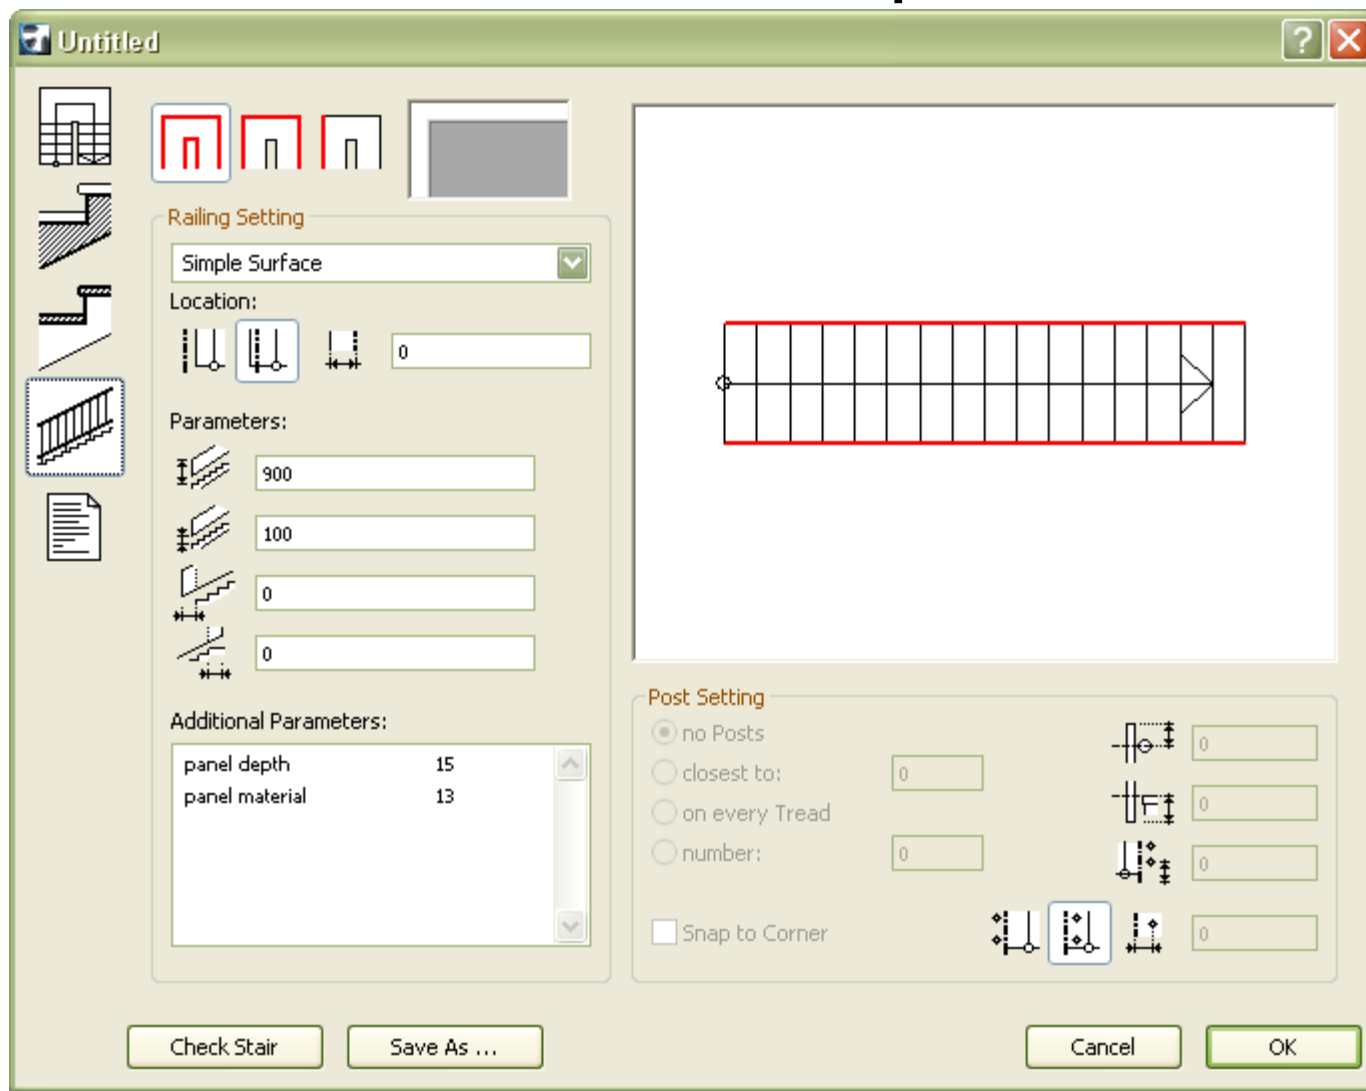 Untitled
Railing Setting
Simple Surface
Location:
0
Parameters:
900
100
0
0
Additional Parameters:
panel depth 15
panel material 13
Post Setting
no Posts
closest to: 0
on every Tread
number: 0
Snap to Corner
0
0
0
0
Check Stair
Save As ...
Cancel
OK